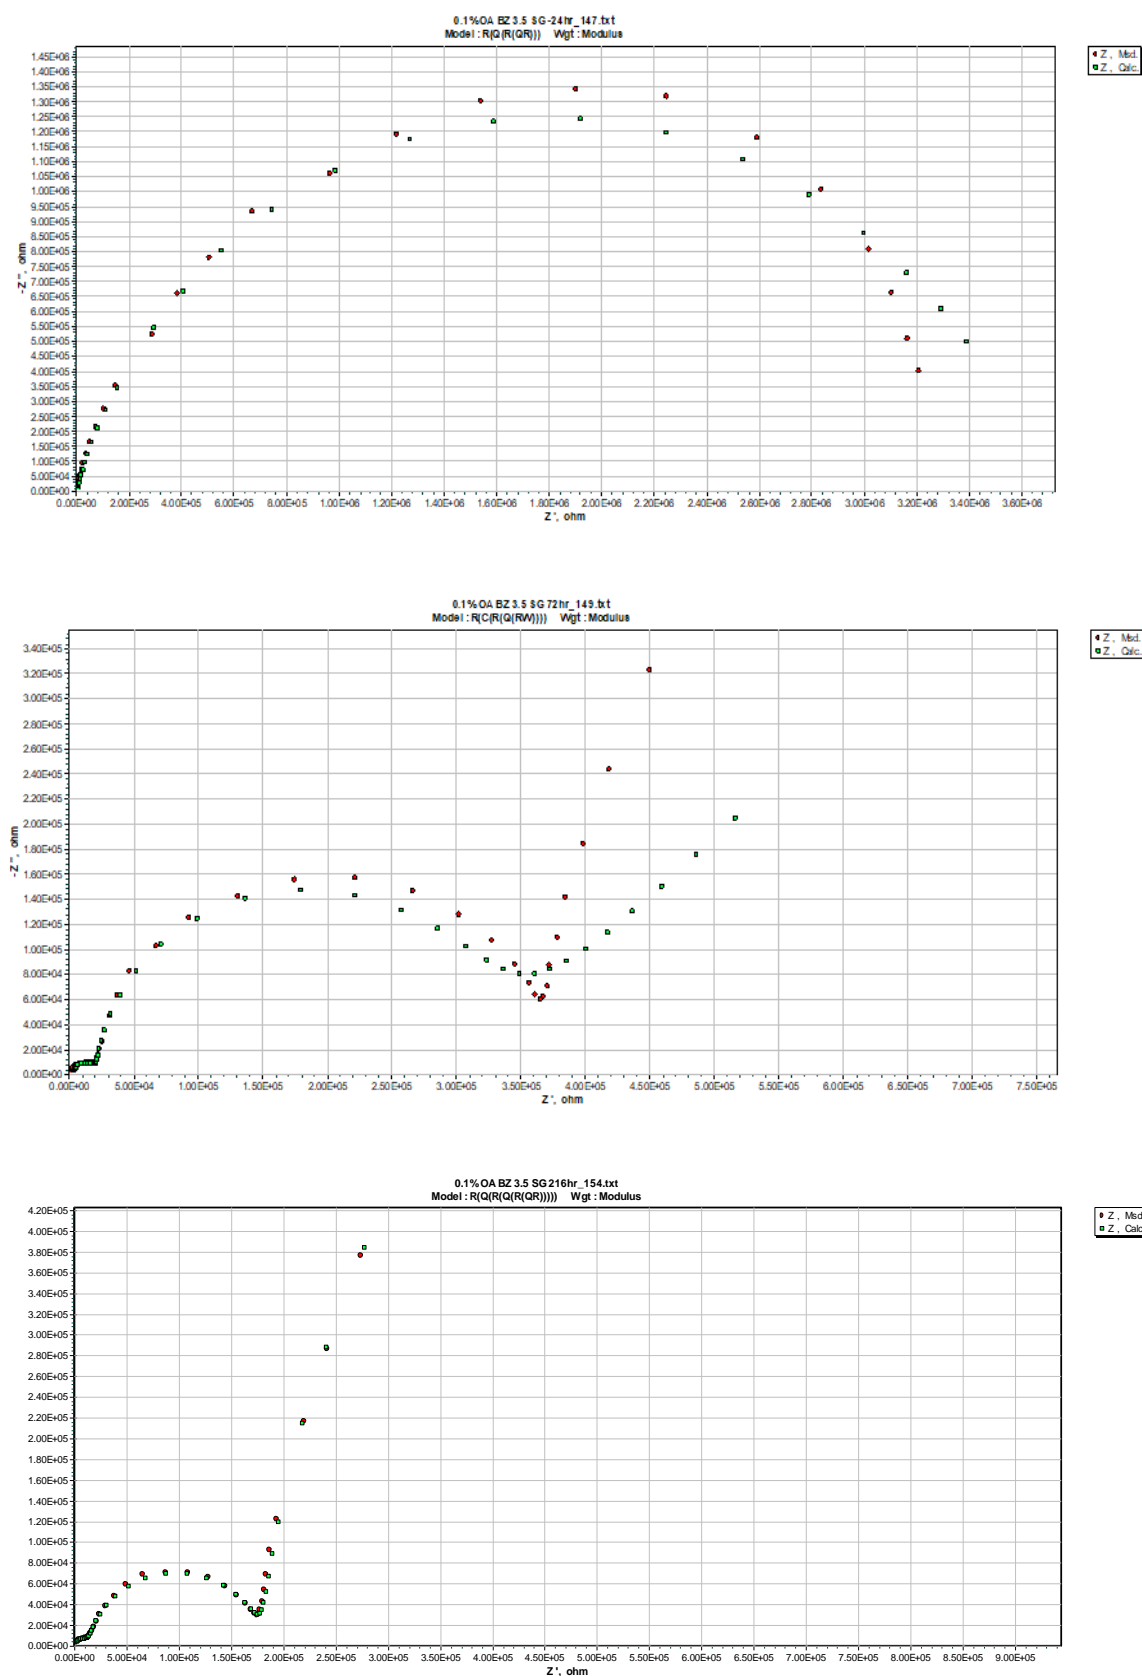 0.1%OA BZ 3.5 SG-24hr_147.txt
Model : R(Q(R(QR))) Wgt : Modulus
Z , Msd.
Z , Calc.
1.45E+06
1.40E+06
1.35E+06
1.30E+06
1.25E+06
1.20E+06
1.15E+06
1.10E+06
1.05E+06
1.00E+06
9.50E+05
9.00E+05
8.50E+05
8.00E+05
7.50E+05
7.00E+05
6.50E+05
6.00E+05
5.50E+05
5.00E+05
4.50E+05
4.00E+05
3.50E+05
3.00E+05
2.50E+05
2.00E+05
1.50E+05
1.00E+05
5.00E+04
0.00E+00
-Z'', ohm
0.00E+00 2.00E+05 4.00E+05 6.00E+05 8.00E+05 1.00E+06 1.20E+06 1.40E+06 1.60E+06 1.80E+06 2.00E+06 2.20E+06 2.40E+06 2.60E+06 2.80E+06 3.00E+06 3.20E+06 3.40E+06 3.60E+06
Z', ohm
0.1%OA BZ 3.5 SG 72hr_149.txt
Model : R(C(R(Q(RW)))) Wgt : Modulus
Z , Msd.
Z , Calc.
3.40E+05
3.20E+05
3.00E+05
2.80E+05
2.60E+05
2.40E+05
2.20E+05
2.00E+05
1.80E+05
1.60E+05
1.40E+05
1.20E+05
1.00E+05
8.00E+04
6.00E+04
4.00E+04
2.00E+04
0.00E+00
-Z'', ohm
0.00E+00 5.00E+04 1.00E+05 1.50E+05 2.00E+05 2.50E+05 3.00E+05 3.50E+05 4.00E+05 4.50E+05 5.00E+05 5.50E+05 6.00E+05 6.50E+05 7.00E+05 7.50E+05
Z', ohm
0.1%OA BZ 3.5 SG 216hr_154.txt
Model : R(Q(R(Q(R(QR))))) Wgt : Modulus
Z , Msd
Z , Calc
4.20E+05
4.00E+05
3.80E+05
3.60E+05
3.40E+05
3.20E+05
3.00E+05
2.80E+05
2.60E+05
2.40E+05
2.20E+05
2.00E+05
1.80E+05
1.60E+05
1.40E+05
1.20E+05
1.00E+05
8.00E+04
6.00E+04
4.00E+04
2.00E+04
0.00E+00
-Z'', ohm
0.00E+00 5.00E+04 1.00E+05 1.50E+05 2.00E+05 2.50E+05 3.00E+05 3.50E+05 4.00E+05 4.50E+05 5.00E+05 5.50E+05 6.00E+05 6.50E+05 7.00E+05 7.50E+05 8.00E+05 8.50E+05 9.00E+05
Z', ohm